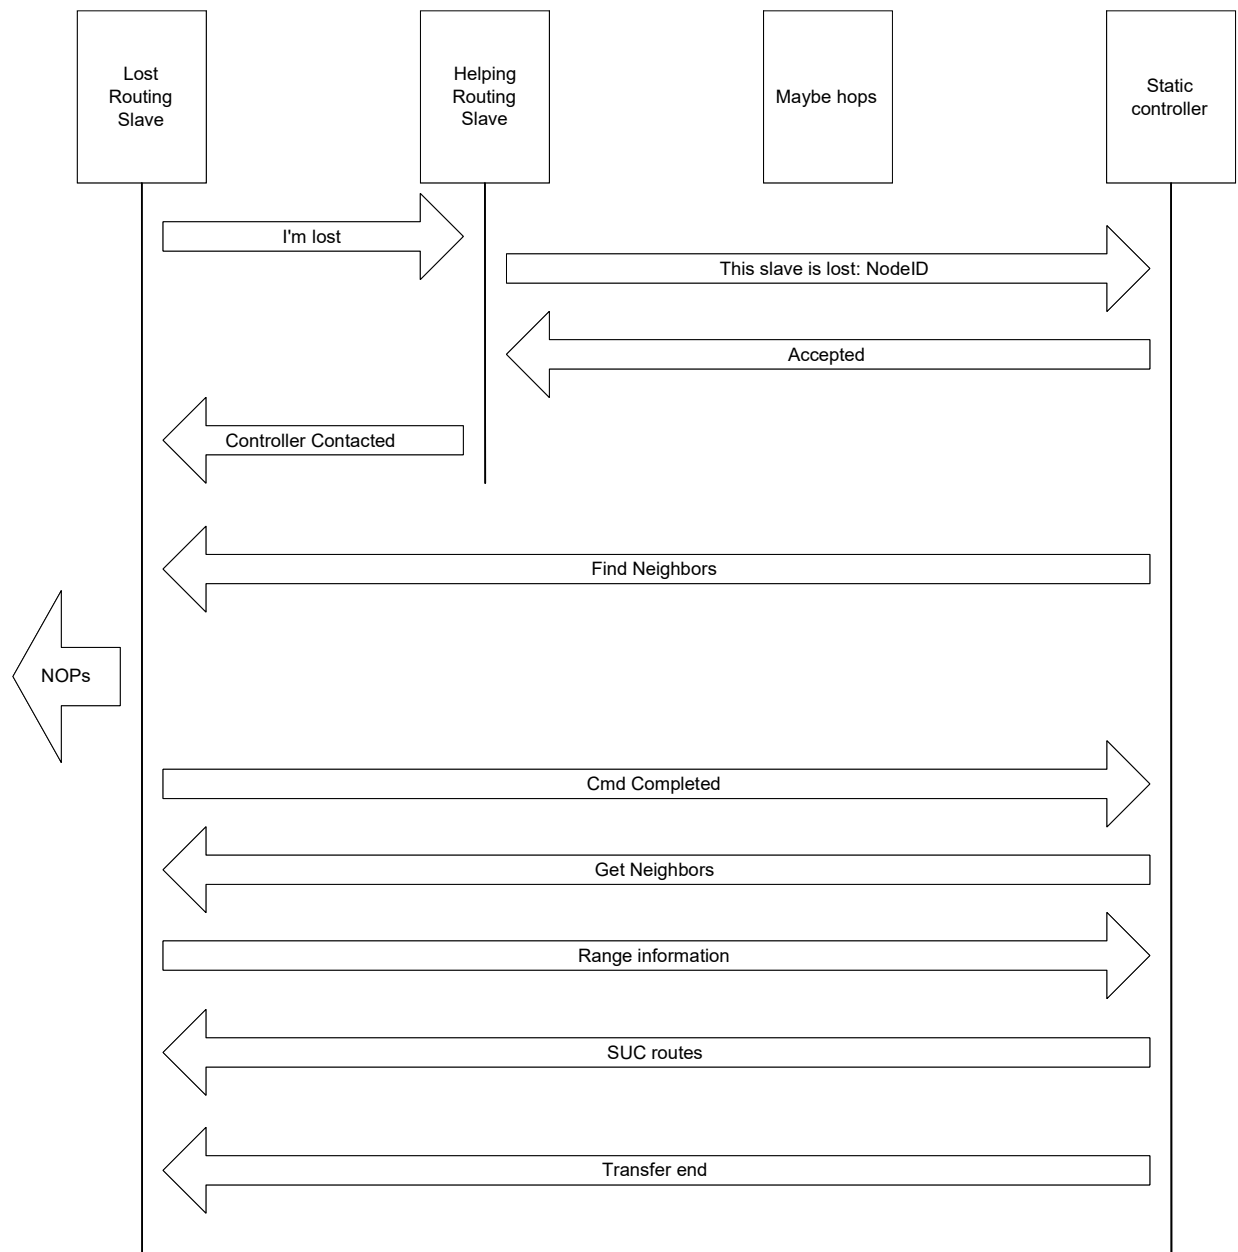 Lost
Routing
Slave
Helping
Routing
Slave
Maybe hops
Static
controller
I'm lost
This slave is lost: NodeID
Accepted
Controller Contacted
Find Neighbors
NOPs
Cmd Completed
Get Neighbors
Range information
SUC routes
Transfer end